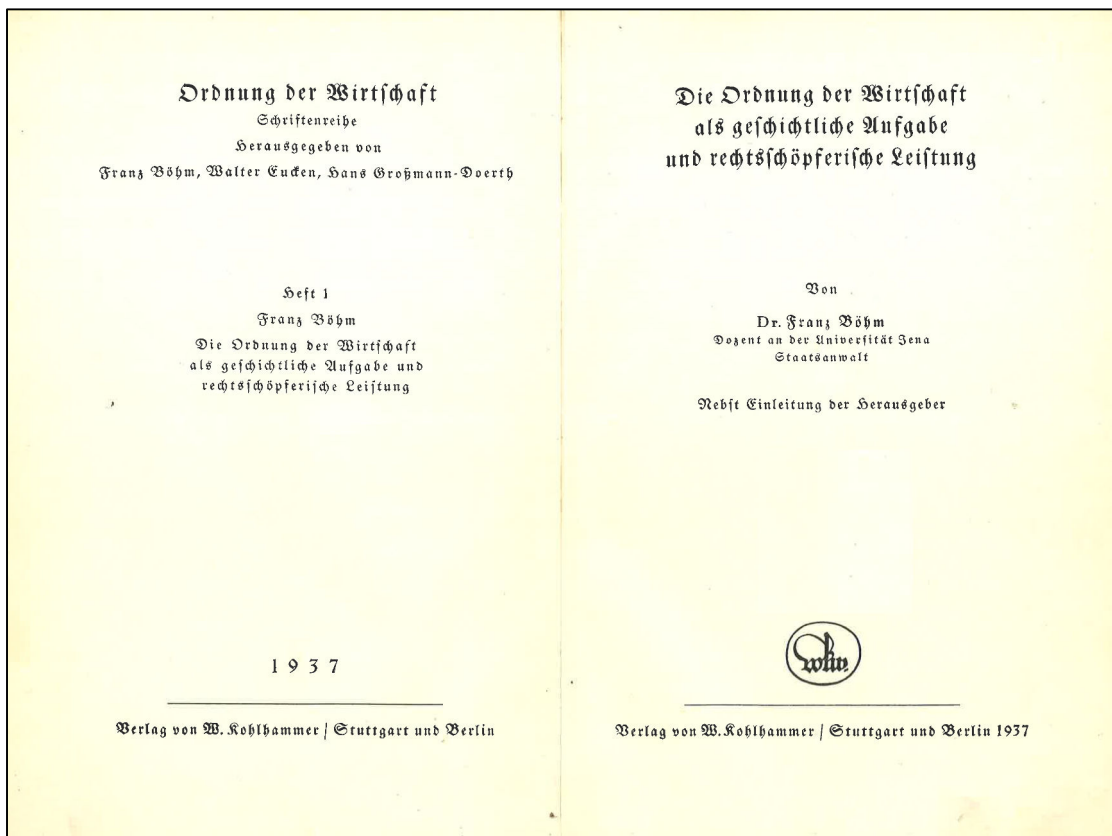 Ordnung der Wirtschaft
Schriftenreihe
Herausgegeben von
Franz Böhm, Walter Eucken, Hans Großmann-Doerth
Heft 1
Franz Böhm
Die Ordnung der Wirtschaft
als geschichtliche Aufgabe und
rechtsschöpferische Leistung
1937
Verlag von W. Kohlhammer / Stuttgart und Berlin
Die Ordnung der Wirtschaft
als geschichtliche Aufgabe
und rechtsschöpferische Leistung
Von
Dr. Franz Böhm
Dozent an der Universität Jena
Staatsanwalt
Nebst Einleitung der Herausgeber
Verlag von W. Kohlhammer / Stuttgart und Berlin 1937